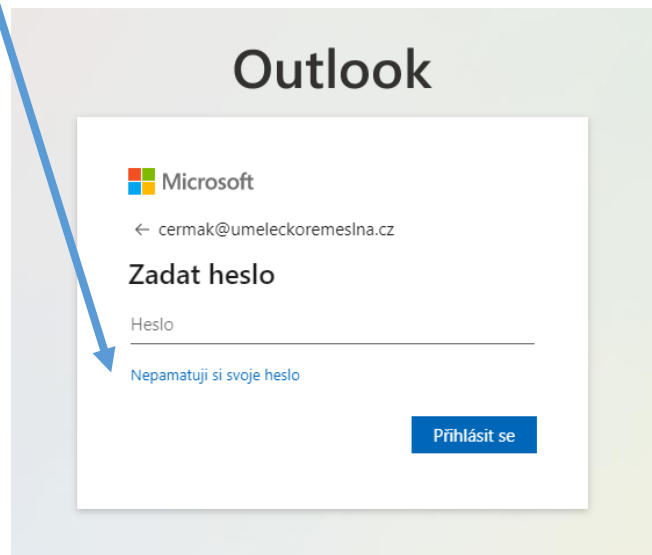 Outlook
Microsoft
← cermak@umeleckoremeslna.cz
Zadat heslo
Heslo
Nepamatuji si svoje heslo
Přihlásit se